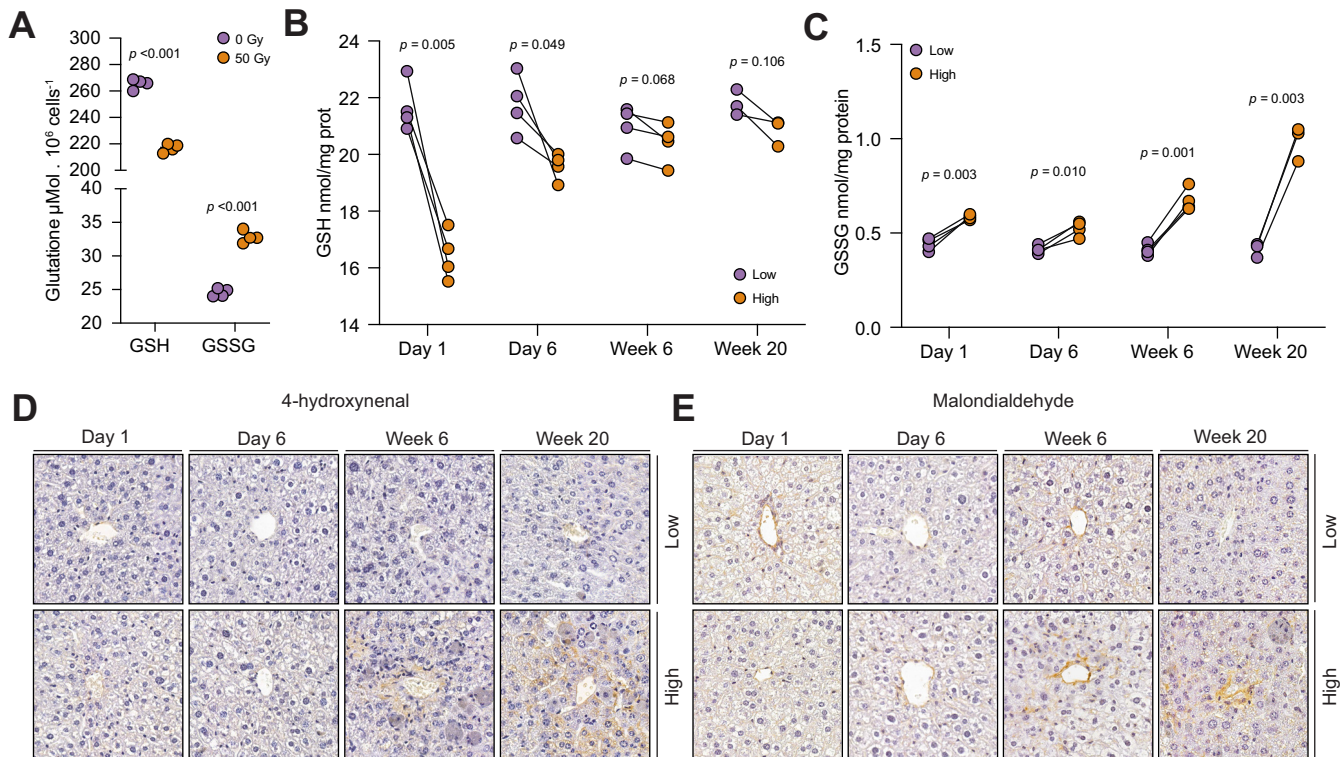 A
300
290
280
260
240
220
200
40
35
30
25
20
Glutatione µMol . 10⁶ cells⁻¹
p <0.001
p <0.001
0 Gy
50 Gy
GSH
GSSG
B
24
22
20
18
16
14
GSH nmol/mg prot
p = 0.005
p = 0.049
p = 0.068
p = 0.106
Low
High
Day 1
Day 6
Week 6
Week 20
C
1.5
1.0
0.5
0.0
GSSG nmol/mg protein
Low
High
p = 0.003
p = 0.010
p = 0.001
p = 0.003
Day 1
Day 6
Week 6
Week 20
D
4-hydroxynenal
Day 1
Day 6
Week 6
Week 20
Low
High
E
Malondialdehyde
Day 1
Day 6
Week 6
Week 20
Low
High